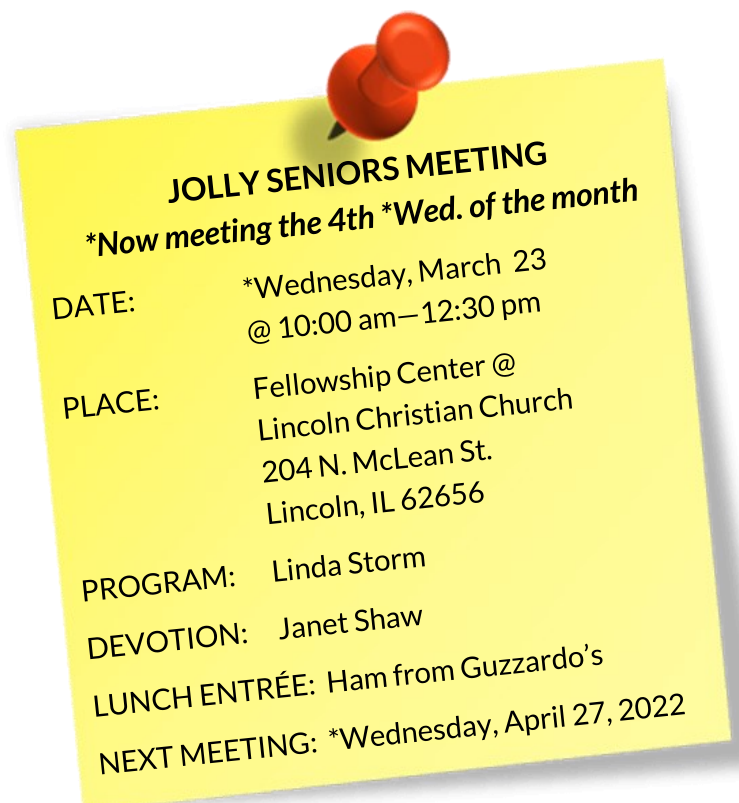 JOLLY SENIORS MEETING
*Now meeting the 4th *Wed. of the month
DATE: *Wednesday, March 23
@ 10:00 am—12:30 pm
PLACE: Fellowship Center @
Lincoln Christian Church
204 N. McLean St.
Lincoln, IL 62656
PROGRAM: Linda Storm
DEVOTION: Janet Shaw
LUNCH ENTRÉE: Ham from Guzzardo’s
NEXT MEETING: *Wednesday, April 27, 2022